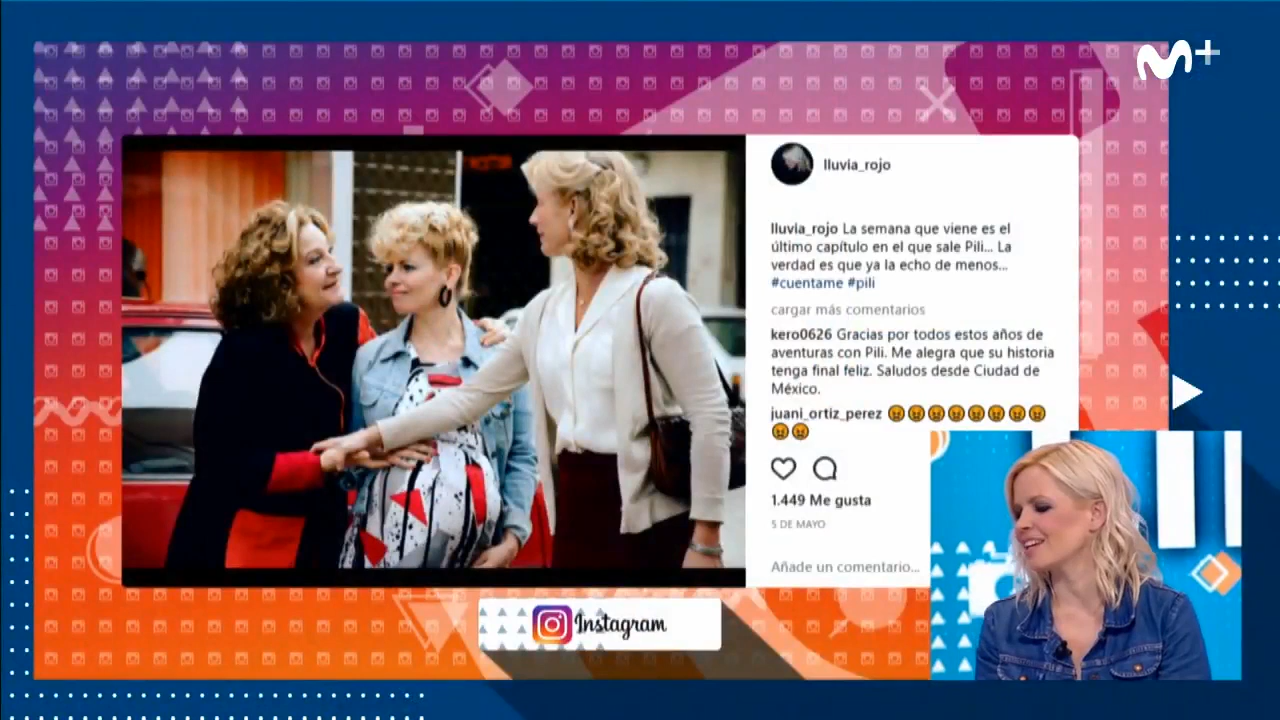 M+
lluvia_rojo
lluvia_rojo La semana que viene es el
último capítulo en el que sale Pili... La
verdad es que ya la echo de menos...
#cuentame #pili
cargar más comentarios
kero0626 Gracias por todos estos años de
aventuras con Pili. Me alegra que su historia
tenga final feliz. Saludos desde Ciudad de
México.
juani_ortiz_perez 😡😡😡😡😡😡😡😡
😡😡
1.449 Me gusta
5 DE MAYO
Añade un comentario...
Instagram